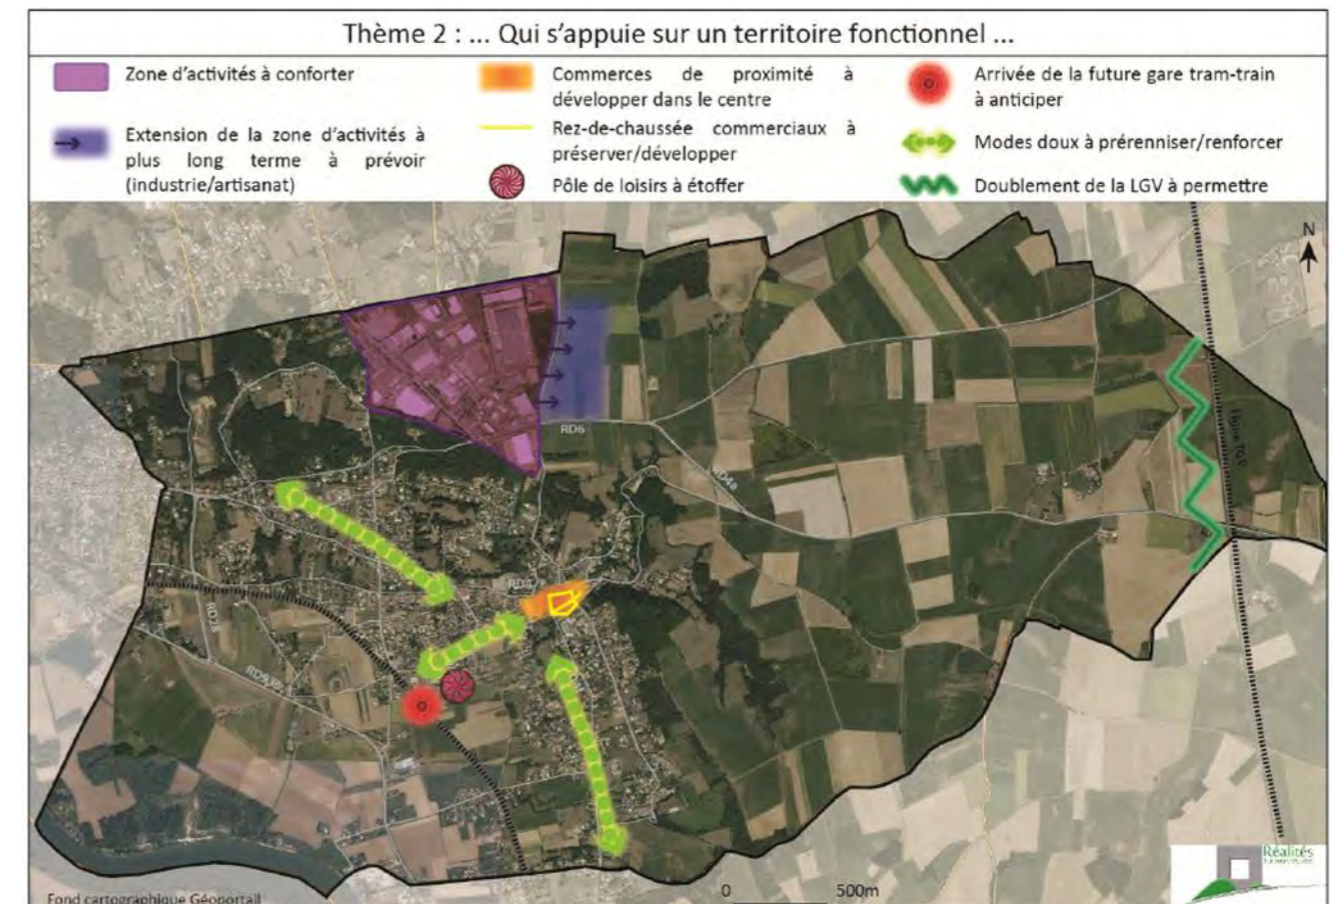 Thème 2 : ... Qui s'appuie sur un territoire fonctionnel ...
Zone d'activités à conforter
Extension de la zone d'activités à
plus long terme à prévoir
(industrie/artisanat)
Commerces de proximité à
développer dans le centre
Rez-de-chaussée commerciaux à
préserver/développer
Pôle de loisirs à étoffer
Arrivée de la future gare tram-train
à anticiper
Modes doux à prérenniser/renforcer
Doublement de la LGV à permettre
N
Ligne TGV
RD6
RD28
0 500m
Réalités
Fond cartographique Géoportail